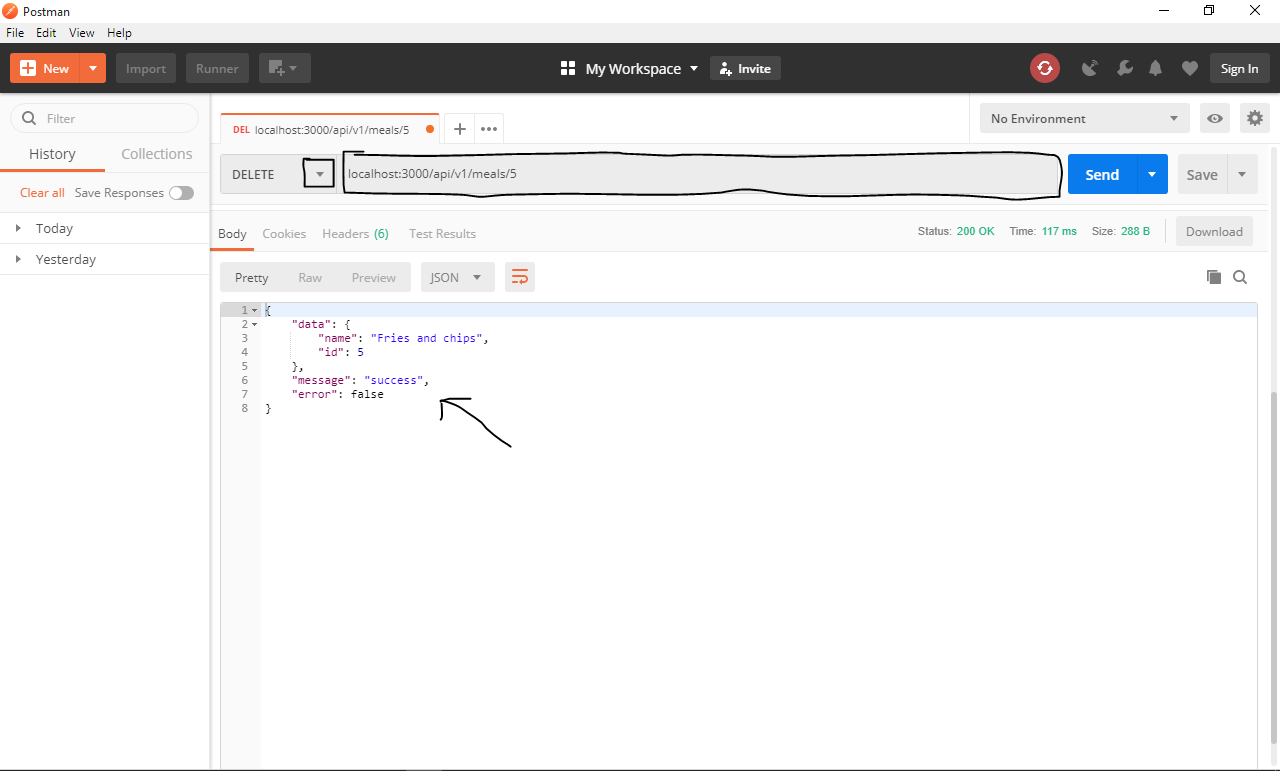 Postman
File Edit View Help
New Import Runner My Workspace Invite Sign In
Filter
History Collections
Clear all Save Responses
Today
Yesterday
DEL localhost:3000/api/v1/meals/5 + ••• No Environment
DELETE localhost:3000/api/v1/meals/5 Send Save
Body Cookies Headers (6) Test Results Status: 200 OK Time: 117 ms Size: 288 B Download
Pretty Raw Preview JSON
1 {
2 "data": {
3 "name": "Fries and chips",
4 "id": 5
5 },
6 "message": "success",
7 "error": false
8 }